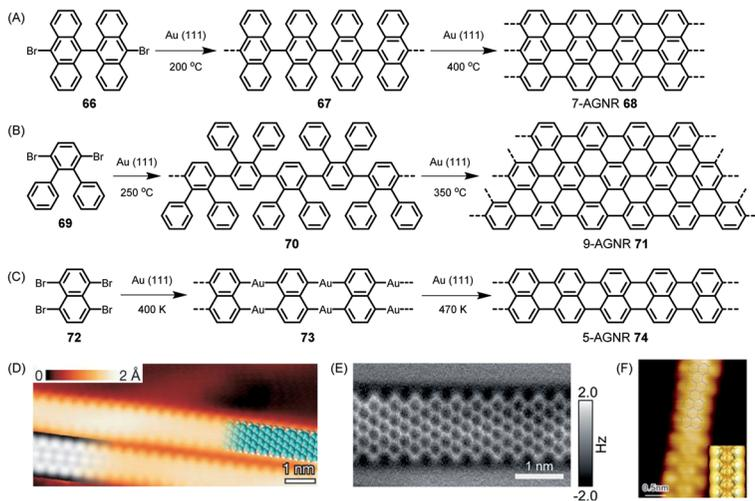 (A)
Br
Br
Au (111)
200 °C
Au (111)
400 °C
66
67
7-AGNR 68
(B)
Br
Br
Au (111)
250 °C
Au (111)
350 °C
69
70
9-AGNR 71
(C)
Br
Br
Br
Br
Au (111)
400 K
Au
Au
Au
Au
Au
Au
Au (111)
470 K
72
73
5-AGNR 74
(D)
0
2 Å
1 nm
(E)
1 nm
2.0
Hz
-2.0
(F)
0.5nm